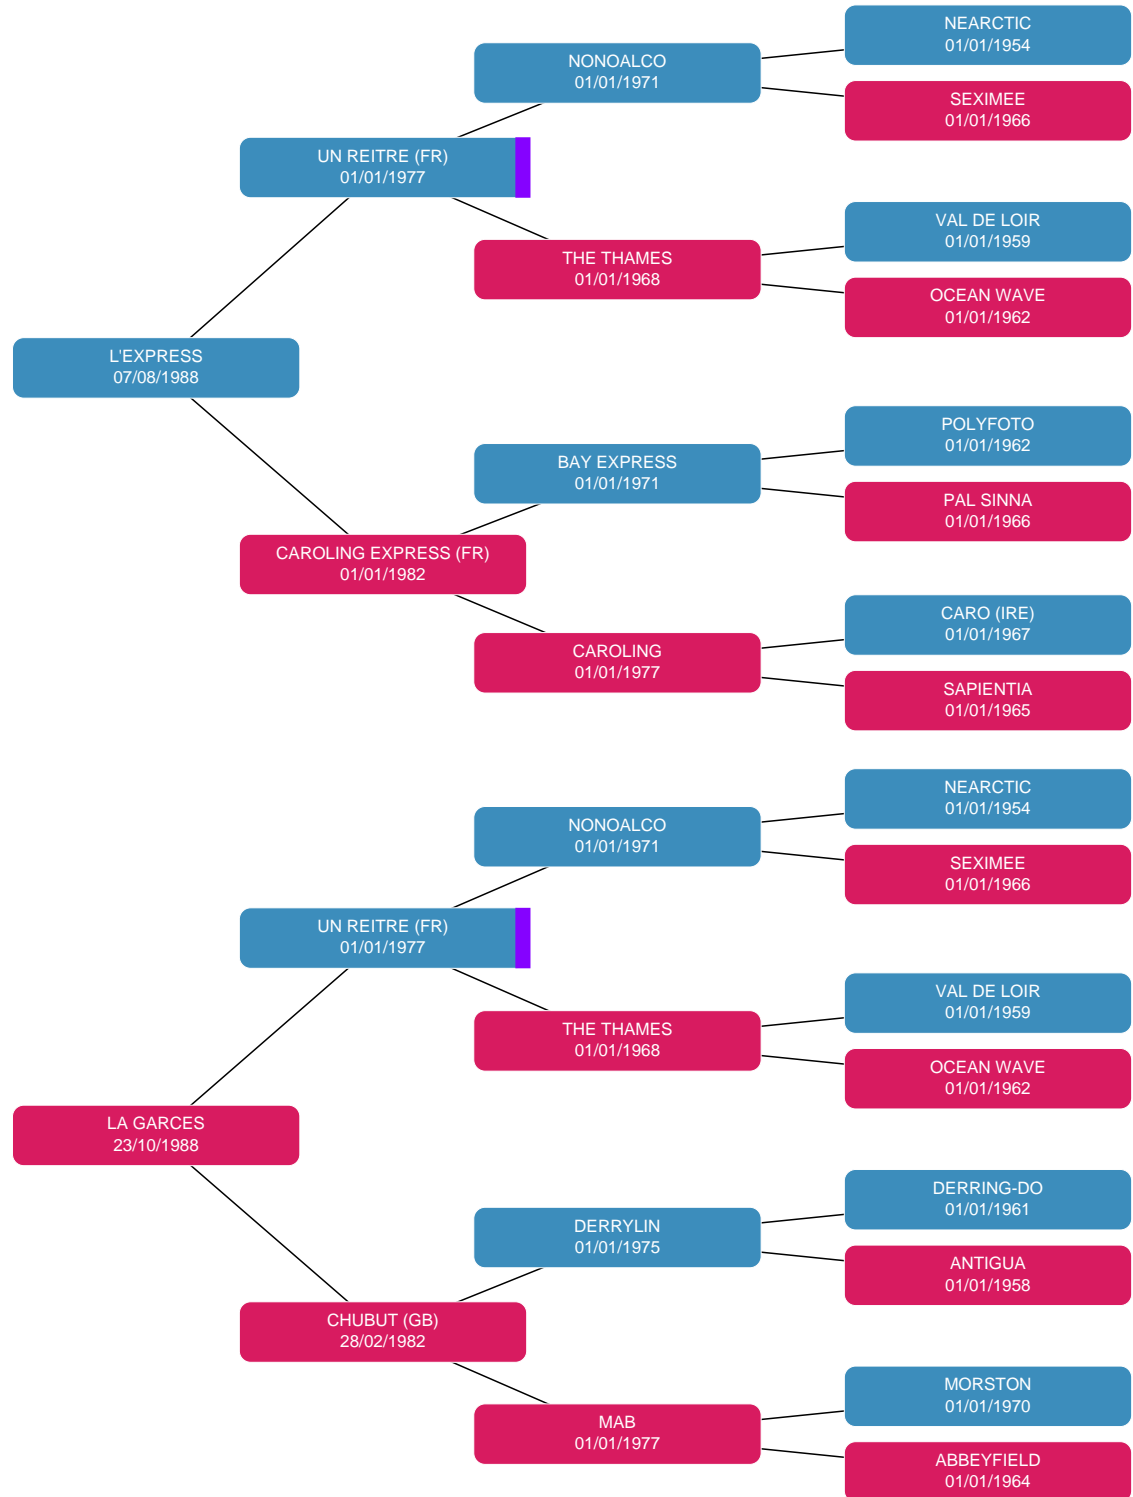 NEARCTIC
01/01/1954
NONOALCO
01/01/1971
SEXIMEE
01/01/1966
UN REITRE (FR)
01/01/1977
VAL DE LOIR
01/01/1959
THE THAMES
01/01/1968
OCEAN WAVE
01/01/1962
L'EXPRESS
07/08/1988
POLYFOTO
01/01/1962
BAY EXPRESS
01/01/1971
PAL SINNA
01/01/1966
CAROLING EXPRESS (FR)
01/01/1982
CARO (IRE)
01/01/1967
CAROLING
01/01/1977
SAPIENTIA
01/01/1965
NEARCTIC
01/01/1954
NONOALCO
01/01/1971
SEXIMEE
01/01/1966
UN REITRE (FR)
01/01/1977
VAL DE LOIR
01/01/1959
THE THAMES
01/01/1968
OCEAN WAVE
01/01/1962
LA GARCES
23/10/1988
DERRING-DO
01/01/1961
DERRYLIN
01/01/1975
ANTIGUA
01/01/1958
CHUBUT (GB)
28/02/1982
MORSTON
01/01/1970
MAB
01/01/1977
ABBEYFIELD
01/01/1964